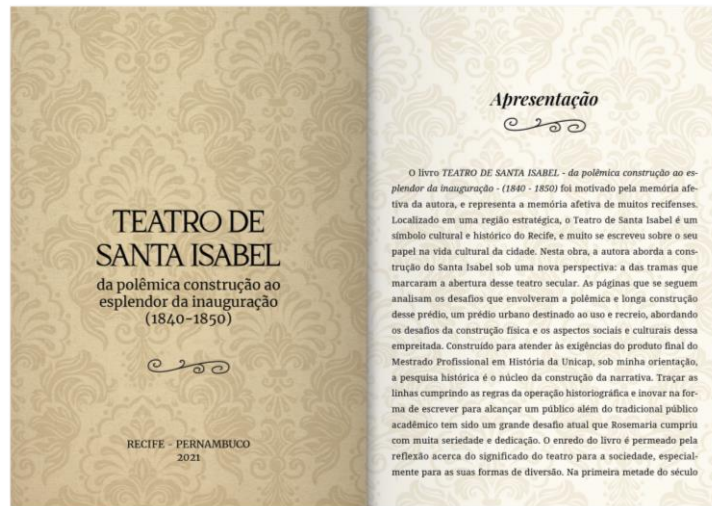 TEATRO DE
SANTA ISABEL
da polêmica construção ao
esplendor da inauguração
(1840-1850)
RECIFE - PERNAMBUCO
2021
Apresentação
O livro TEATRO DE SANTA ISABEL - da polêmica construção ao es-
plendor da inauguração - (1840 - 1850) foi motivado pela memória afe-
tiva da autora, e representa a memória afetiva de muitos recifenses.
Localizado em uma região estratégica, o Teatro de Santa Isabel é um
símbolo cultural e histórico do Recife, e muito se escreveu sobre o seu
papel na vida cultural da cidade. Nesta obra, a autora aborda a cons-
trução do Santa Isabel sob uma nova perspectiva: a das tramas que
marcaram a abertura desse teatro secular. As páginas que se seguem
analisam os desafios que envolveram a polêmica e longa construção
desse prédio, um prédio urbano destinado ao uso e recreio, abordando
os desafios da construção física e os aspectos sociais e culturais dessa
empreitada. Construído para atender às exigências do produto final do
Mestrado Profissional em História da Unicap, sob minha orientação,
a pesquisa histórica é o núcleo da construção da narrativa. Traçar as
linhas cumprindo as regras da operação historiográfica e inovar na for-
ma de escrever para alcançar um público além do tradicional público
acadêmico tem sido um grande desafio atual que Rosemaria cumpriu
com muita seriedade e dedicação. O enredo do livro é permeado pela
reflexão acerca do significado do teatro para a sociedade, especial-
mente para as suas formas de diversão. Na primeira metade do século